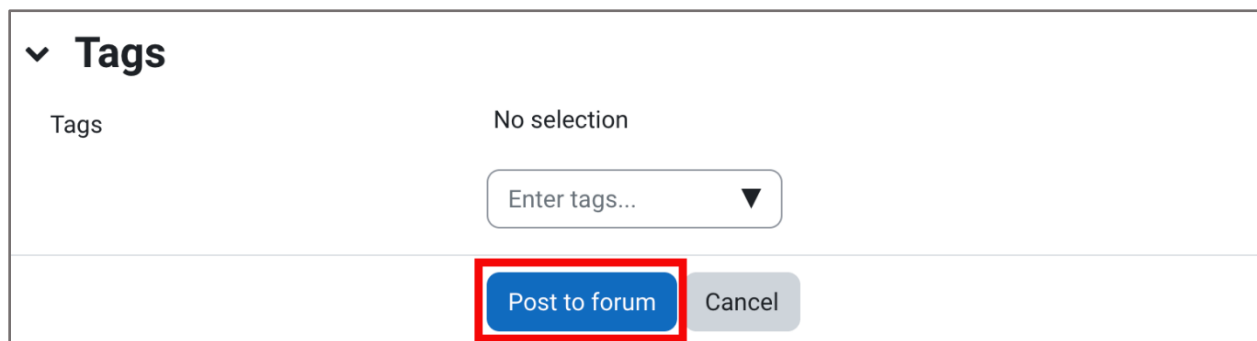 Tags
Tags
No selection
Enter tags...
Post to forum
Cancel